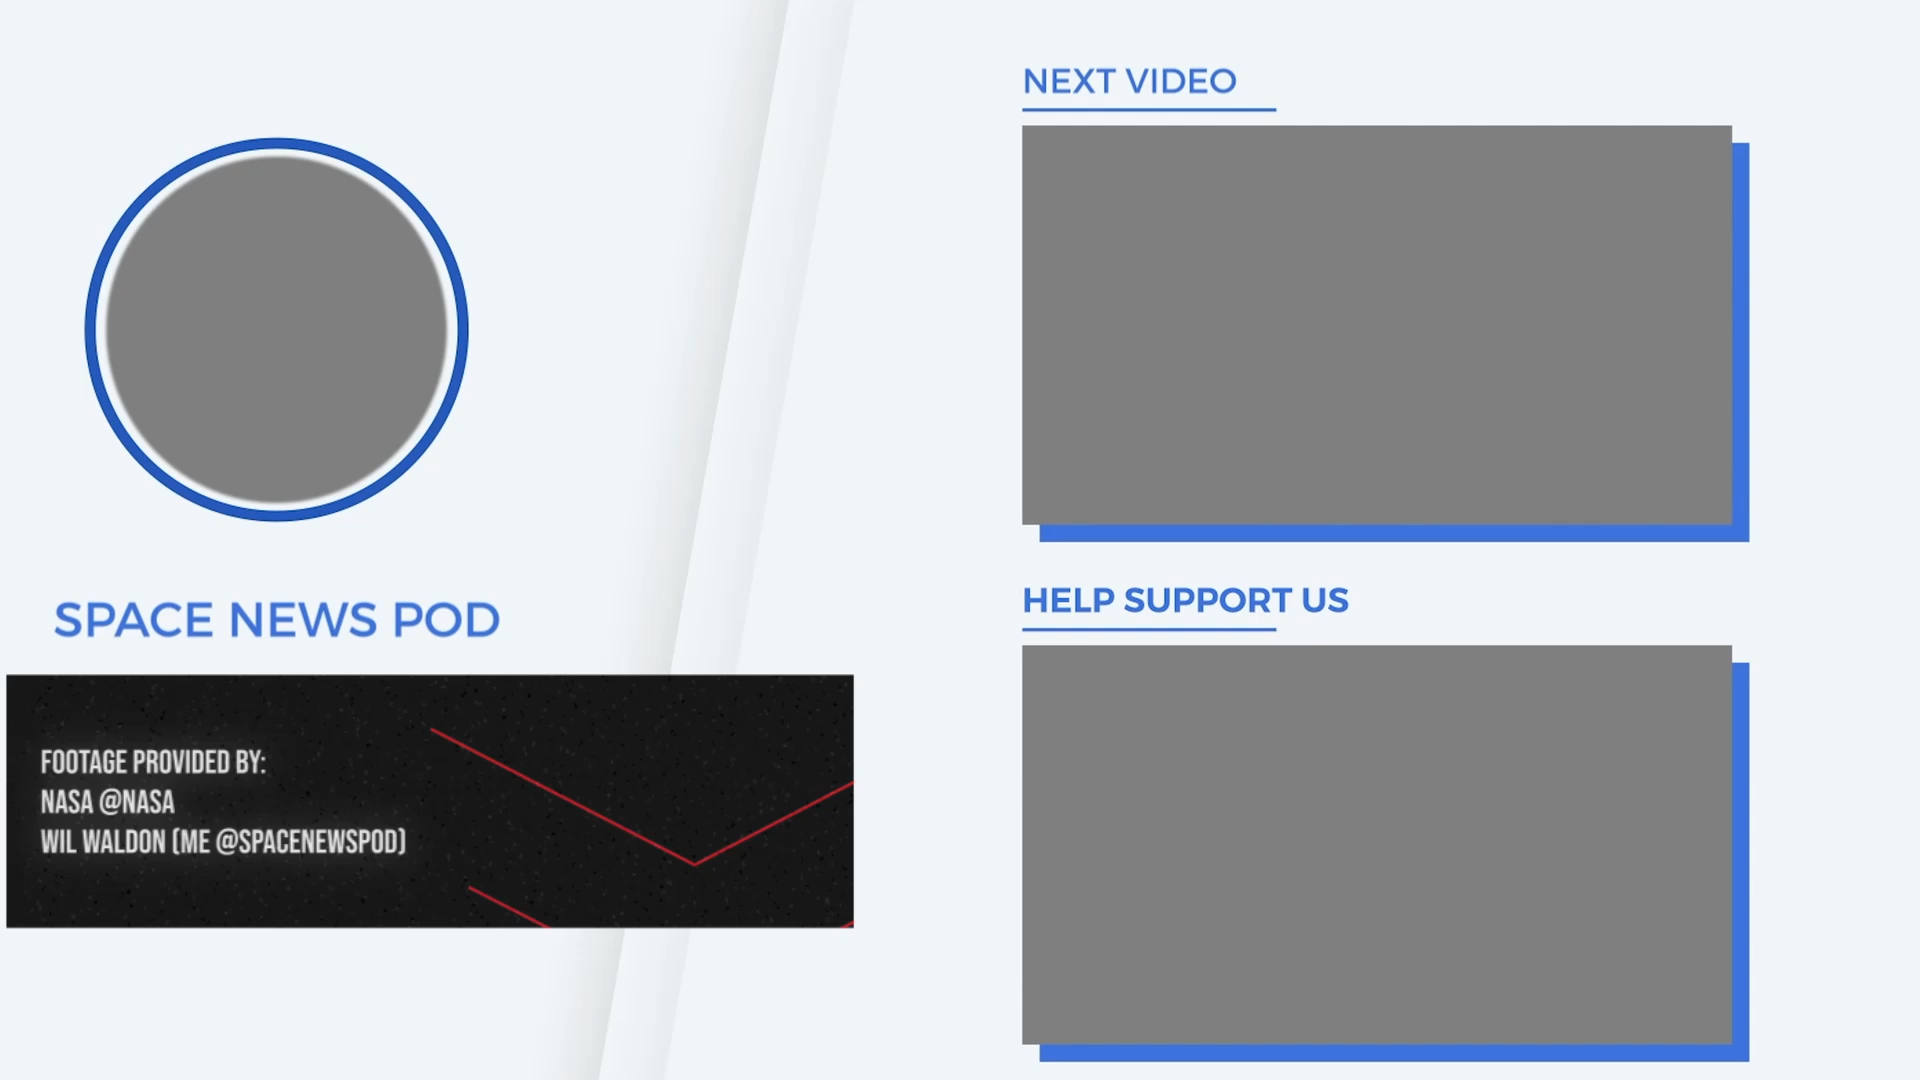 SPACE NEWS POD
FOOTAGE PROVIDED BY:
NASA @NASA
WIL WALDON (ME @SPACENEWSPOD)
NEXT VIDEO
HELP SUPPORT US